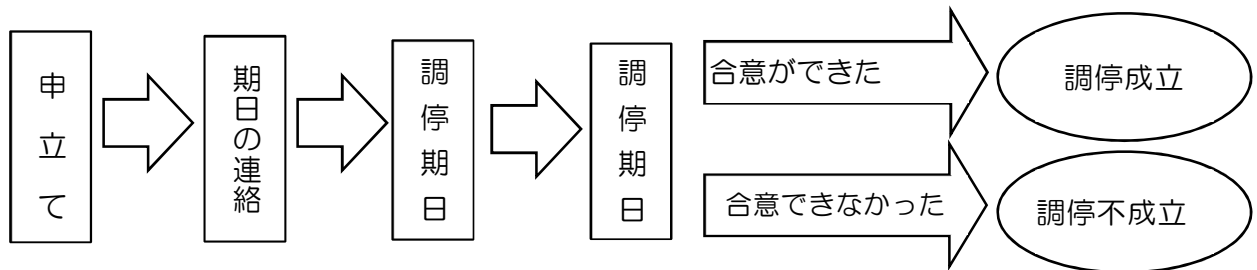 申立て
期日の連絡
調停期日
調停期日
合意ができた
調停成立
合意できなかった
調停不成立